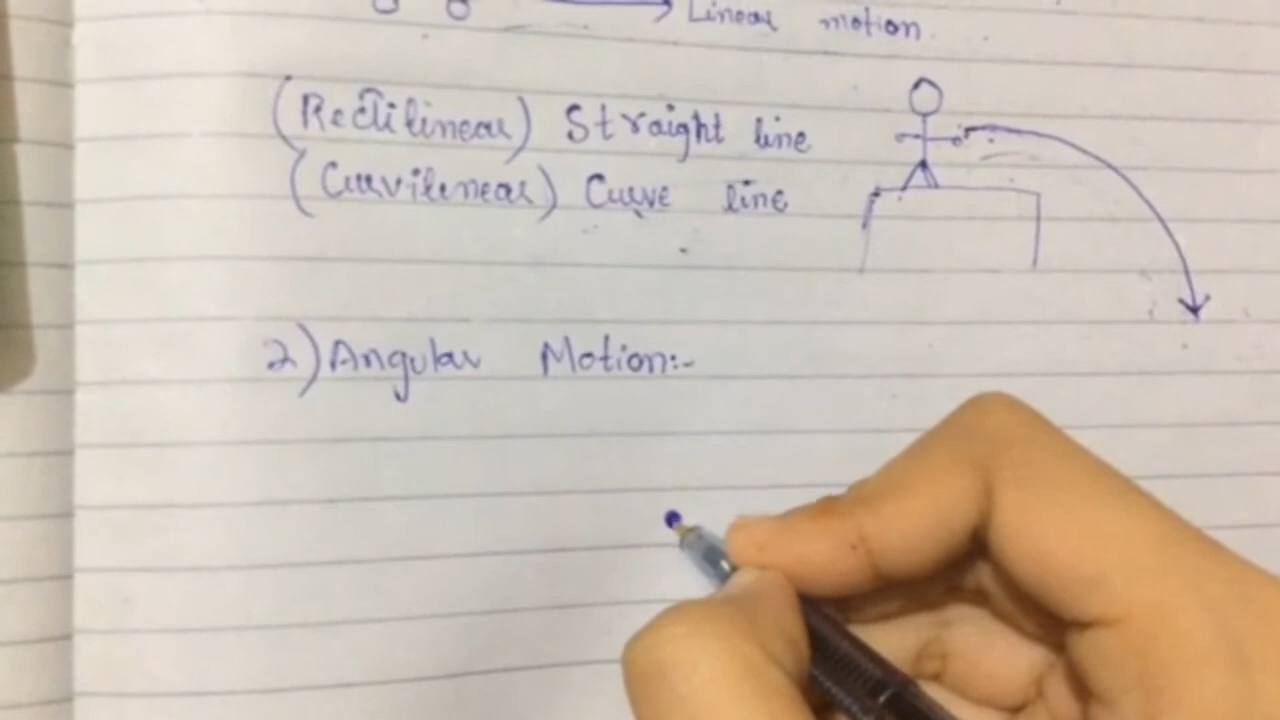 Linear motion
(Rectilinear) Straight line
(Curvilinear) Curve line
2) Angular Motion:-